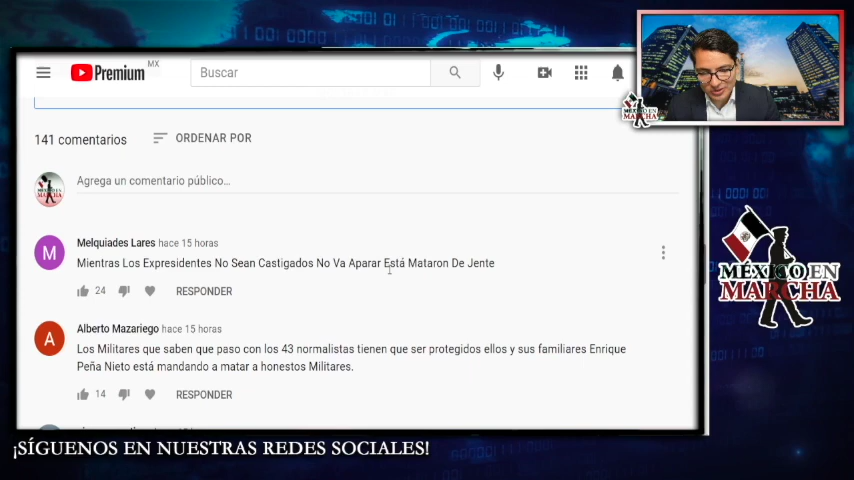 Premium MX
Buscar
MÉXICO EN
MARCHA
141 comentarios
ORDENAR POR
Agrega un comentario público...
M
Melquiades Lares hace 15 horas
Mientras Los Expresidentes No Sean Castigados No Va Aparar Está Mataron De Jente
24
RESPONDER
MÉXICO EN
MARCHA
A
Alberto Mazariego hace 15 horas
Los Militares que saben que paso con los 43 normalistas tienen que ser protegidos ellos y sus familiares Enrique
Peña Nieto está mandando a matar a honestos Militares.
14
RESPONDER
¡SÍGUENOS EN NUESTRAS REDES SOCIALES!